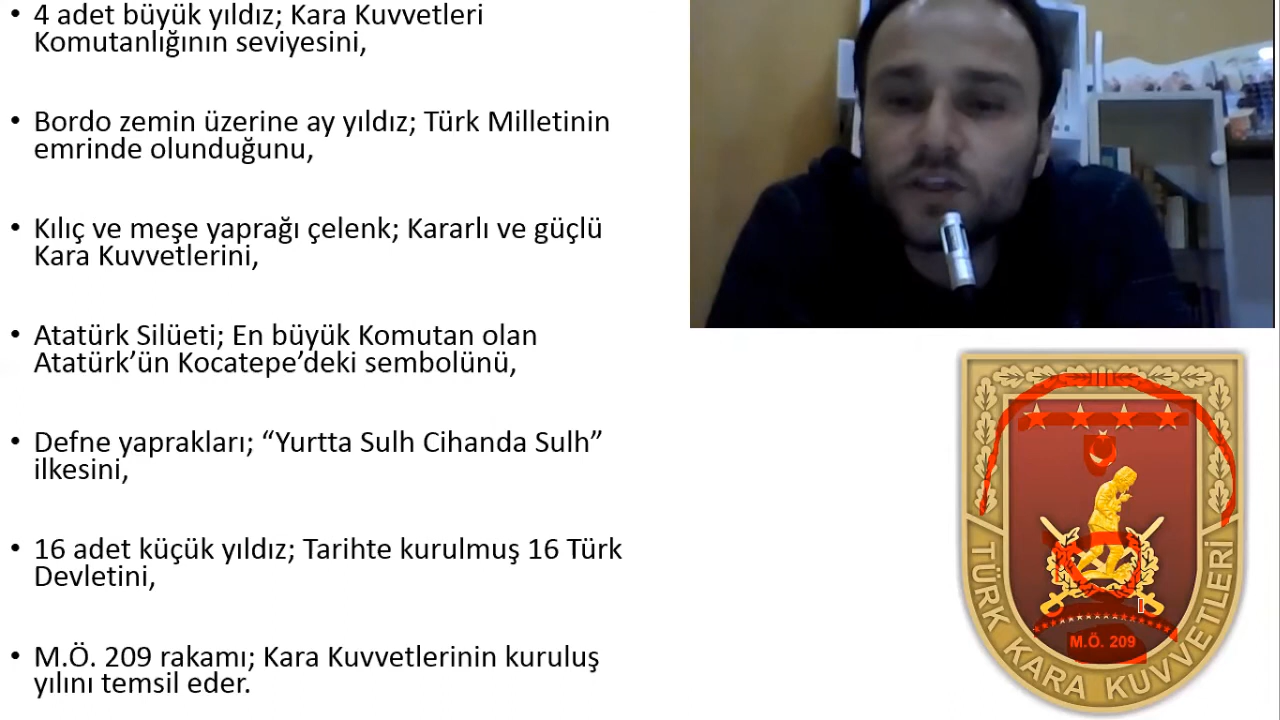 • 4 adet büyük yıldız; Kara Kuvvetleri
Komutanlığının seviyesini,
• Bordo zemin üzerine ay yıldız; Türk Milletinin
emrinde olunduğunu,
• Kılıç ve meşe yaprağı çelenk; Kararlı ve güçlü
Kara Kuvvetlerini,
• Atatürk Silüeti; En büyük Komutan olan
Atatürk’ün Kocatepe’deki sembolünü,
• Defne yaprakları; “Yurtta Sulh Cihanda Sulh”
ilkesini,
• 16 adet küçük yıldız; Tarihte kurulmuş 16 Türk
Devletini,
• M.Ö. 209 rakamı; Kara Kuvvetlerinin kuruluş
yılını temsil eder.
M.Ö. 209
TÜRK KARA KUVVETLERİ